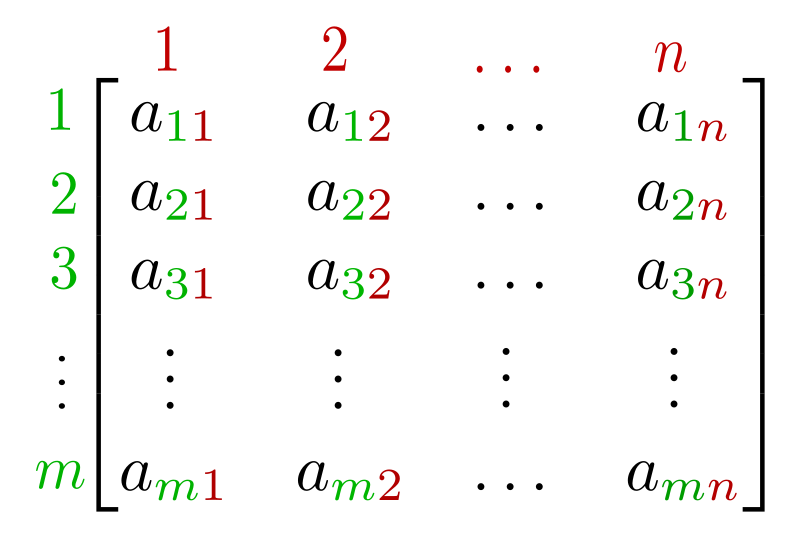 1 2 … n
1 a₁₁ a₁₂ … a₁ₙ
2 a₂₁ a₂₂ … a₂ₙ
3 a₃₁ a₃₂ … a₃ₙ
⋮ ⋮ ⋮ ⋮ ⋮
m aₘ₁ aₘ₂ … aₘₙ